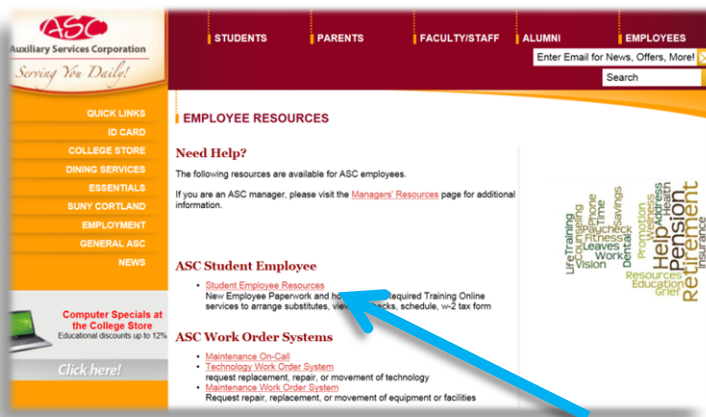 ASC
Auxiliary Services Corporation
Serving You Daily!
STUDENTS
PARENTS
FACULTY/STAFF
ALUMNI
EMPLOYEES
Enter Email for News, Offers, More!
Search
QUICK LINKS
ID CARD
COLLEGE STORE
DINING SERVICES
ESSENTIALS
SUNY CORTLAND
EMPLOYMENT
GENERAL ASC
NEWS
Computer Specials at
the College Store
Educational discounts up to 12%
Click here!
EMPLOYEE RESOURCES
Need Help?
The following resources are available for ASC employees.
If you are an ASC manager, please visit the Managers' Resources page for additional
information.
ASC Student Employee
Student Employee Resources
New Employee Paperwork and equired Training Online
services to arrange substitutes, cks, schedule, w-2 tax form
ASC Work Order Systems
Maintenance On-Call
Technology Work Order System
request replacement, repair, or movement of technology
Maintenance Work Order System
Request repair, replacement, or movement of equipment or facilities
LifeTraining
Counseling
Vision
Phone
Time
Paycheck
Fitness
Leaves
Work
Savings
Dental
Promotion
Wellness
Help
Address
Pension
Health
Retirement
Insurance
Resources
Education
Grief